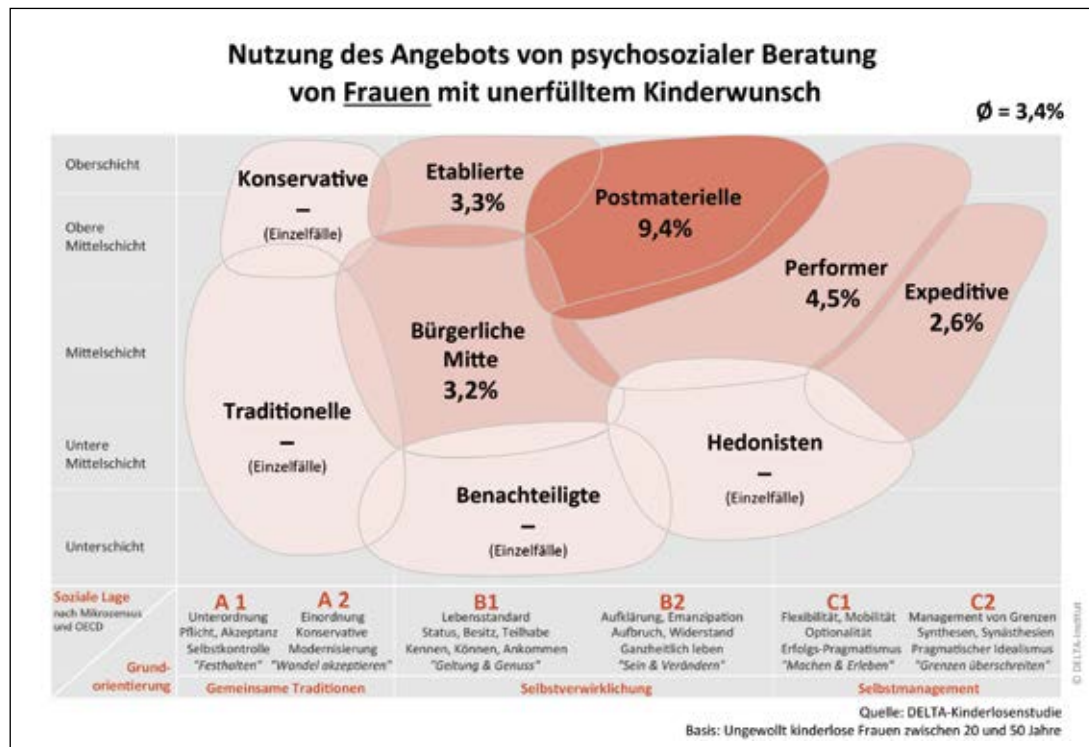 Nutzung des Angebots von psychosozialer Beratung
von Frauen mit unerfülltem Kinderwunsch
Ø = 3,4%
Oberschicht
Obere
Mittelschicht
Mittelschicht
Untere
Mittelschicht
Unterschicht
Konservative
–
(Einzelfälle)
Etablierte
3,3%
Postmaterielle
9,4%
Performer
4,5%
Expeditive
2,6%
Bürgerliche
Mitte
3,2%
Traditionelle
–
(Einzelfälle)
Hedonisten
–
(Einzelfälle)
Benachteiligte
–
(Einzelfälle)
Soziale Lage
nach Mikrozensus
und OECD
Grund-
orientierung
A 1
Unterordnung
Pflicht, Akzeptanz
Selbstkontrolle
"Festhalten"
A 2
Einordnung
Konservative
Modernisierung
"Wandel akzeptieren"
B1
Lebensstandard
Status, Besitz, Teilhabe
Kennen, Können, Ankommen
"Geltung & Genuss"
B2
Aufklärung, Emanzipation
Aufbruch, Widerstand
Ganzheitlich leben
"Sein & Verändern"
C1
Flexibilität, Mobilität
Optionalität
Erfolgs-Pragmatismus
"Machen & Erleben"
C2
Management von Grenzen
Synthesen, Synästhesien
Pragmatischer Idealismus
"Grenzen überschreiten"
Gemeinsame Traditionen
Selbstverwirklichung
Selbstmanagement
© DELTA-Institut
Quelle: DELTA-Kinderlosenstudie
Basis: Ungewollt kinderlose Frauen zwischen 20 und 50 Jahre